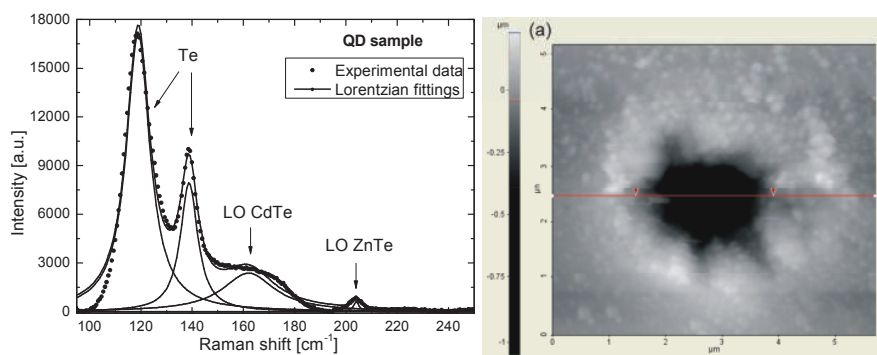 QD sample
Experimental data
Lorentzian fittings
Te
LO CdTe
LO ZnTe
Intensity [a.u.]
18000
15000
12000
9000
6000
3000
0
100 120 140 160 180 200 220 240
Raman shift [cm⁻¹]
(a)
µm
0
-0.25
-0.5
-0.75
-1
µm
5
4
3
2
1
0
0 1 2 3 4 5
µm